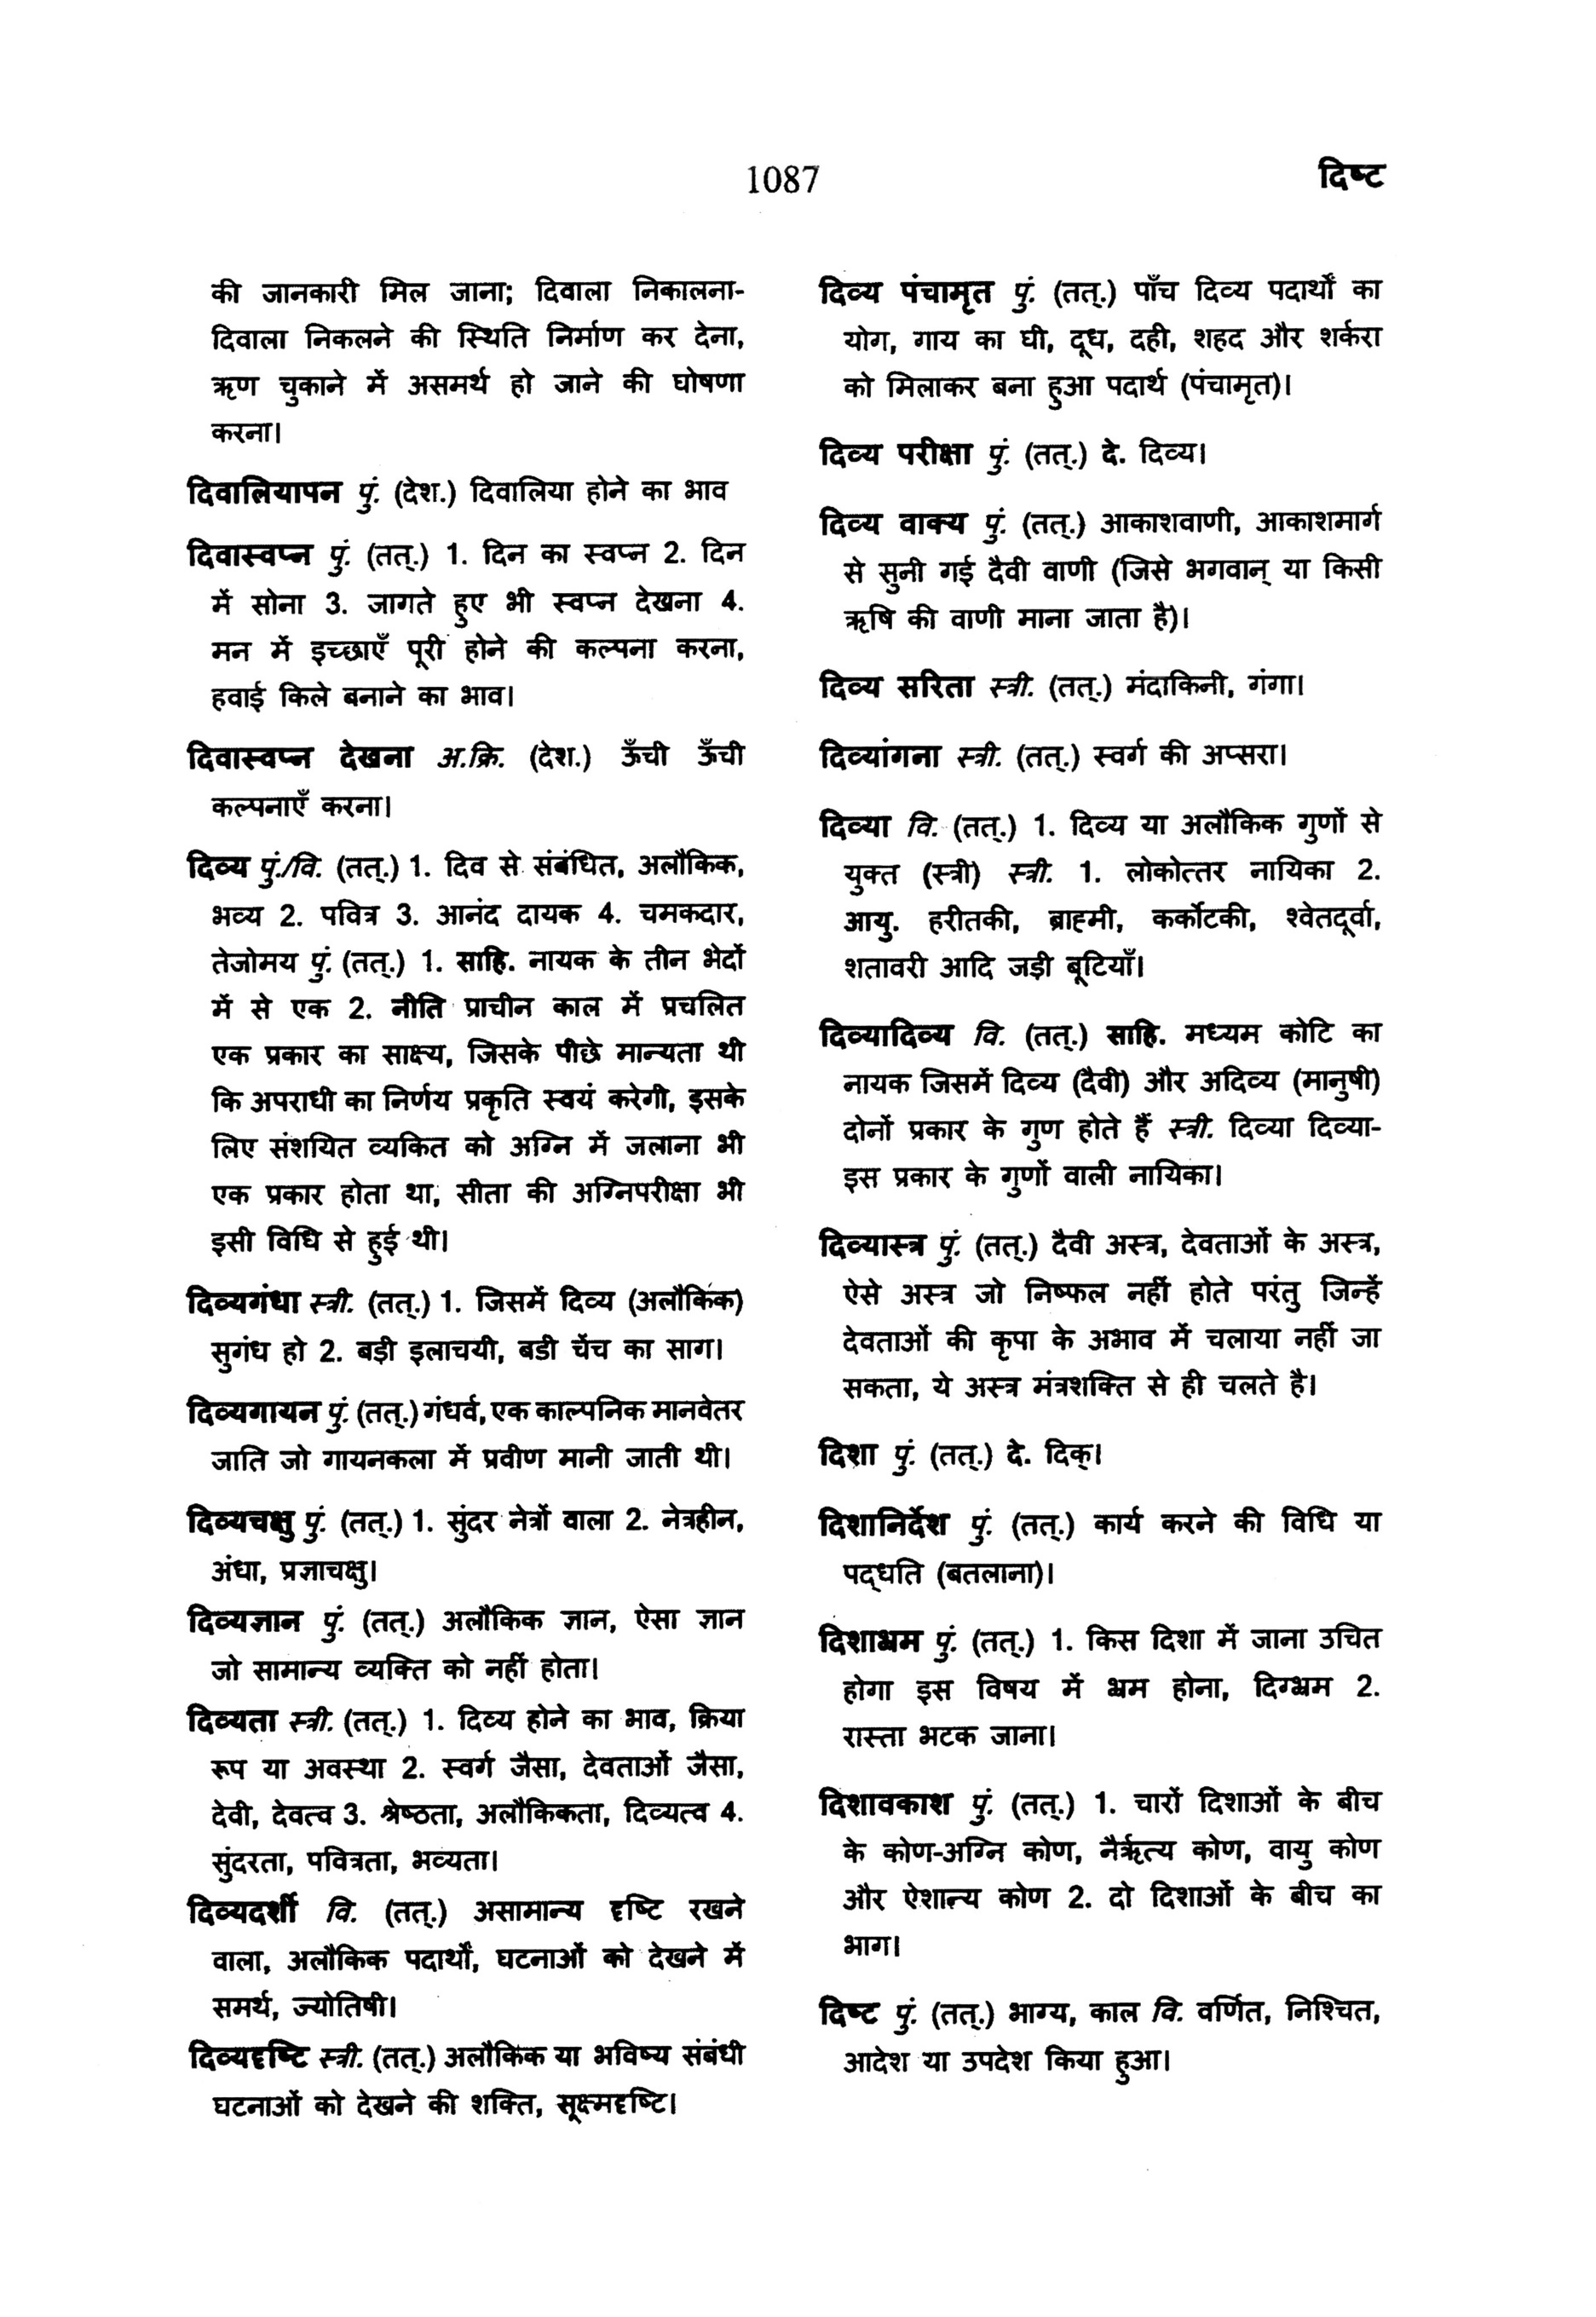 1087
दिष्ट
की जानकारी मिल जाना; दिवाला निकालना-
दिवाला निकलने की स्थिति निर्माण कर देना,
ऋण चुकाने में असमर्थ हो जाने की घोषणा
करना।
दिवालियापन पुं. (देश.) दिवालिया होने का भाव
दिवास्वप्न पुं. (तत्.) 1. दिन का स्वप्न 2. दिन
में सोना 3. जागते हुए भी स्वप्न देखना 4.
मन में इच्छाएँ पूरी होने की कल्पना करना,
हवाई किले बनाने का भाव।
दिवास्वप्न देखना अ.क्रि. (देश.) ऊँची ऊँची
कल्पनाएँ करना।
दिव्य पुं./वि. (तत्.) 1. दिव से संबंधित, अलौकिक,
भव्य 2. पवित्र 3. आनंद दायक 4. चमकदार,
तेजोमय पुं. (तत्.) 1. साहि. नायक के तीन भेदों
में से एक 2. नीति प्राचीन काल में प्रचलित
एक प्रकार का साक्ष्य, जिसके पीछे मान्यता थी
कि अपराधी का निर्णय प्रकृति स्वयं करेगी, इसके
लिए संशयित व्यकित को अग्नि में जलाना भी
एक प्रकार होता था, सीता की अग्निपरीक्षा भी
इसी विधि से हुई थी।
दिव्यगंधा स्त्री. (तत्.) 1. जिसमें दिव्य (अलौकिक)
सुगंध हो 2. बड़ी इलाचयी, बडी चेंच का साग।
दिव्यगायन पुं. (तत्.) गंधर्व, एक काल्पनिक मानवेतर
जाति जो गायनकला में प्रवीण मानी जाती थी।
दिव्यचक्षु पुं. (तत्.) 1. सुंदर नेत्रों वाला 2. नेत्रहीन,
अंधा, प्रज्ञाचक्षु।
दिव्यज्ञान पुं. (तत्.) अलौकिक ज्ञान, ऐसा ज्ञान
जो सामान्य व्यक्ति को नहीं होता।
दिव्यता स्त्री. (तत्.) 1. दिव्य होने का भाव, क्रिया
रूप या अवस्था 2. स्वर्ग जैसा, देवताओं जैसा,
देवी, देवत्व 3. श्रेष्ठता, अलौकिकता, दिव्यत्व 4.
सुंदरता, पवित्रता, भव्यता।
दिव्यदर्शी वि. (तत्.) असामान्य दृष्टि रखने
वाला, अलौकिक पदार्थों, घटनाओं को देखने में
समर्थ, ज्योतिषी।
दिव्यदृष्टि स्त्री. (तत्.) अलौकिक या भविष्य संबंधी
घटनाओं को देखने की शक्ति, सूक्ष्मदृष्टि।
दिव्य पंचामृत पुं. (तत्.) पाँच दिव्य पदार्थों का
योग, गाय का घी, दूध, दही, शहद और शर्करा
को मिलाकर बना हुआ पदार्थ (पंचामृत)।
दिव्य परीक्षा पुं. (तत्.) दे. दिव्य।
दिव्य वाक्य पुं. (तत्.) आकाशवाणी, आकाशमार्ग
से सुनी गई दैवी वाणी (जिसे भगवान् या किसी
ऋषि की वाणी माना जाता है)।
दिव्य सरिता स्त्री. (तत्.) मंदाकिनी, गंगा।
दिव्यांगना स्त्री. (तत्.) स्वर्ग की अप्सरा।
दिव्या वि. (तत्.) 1. दिव्य या अलौकिक गुणों से
युक्त (स्त्री) स्त्री. 1. लोकोत्तर नायिका 2.
आयु. हरीतकी, ब्राह्मी, कर्कोटकी, श्वेतदूर्वा,
शतावरी आदि जड़ी बूटियाँ।
दिव्यादिव्य वि. (तत्.) साहि. मध्यम कोटि का
नायक जिसमें दिव्य (दैवी) और अदिव्य (मानुषी)
दोनों प्रकार के गुण होते हैं स्त्री. दिव्या दिव्या-
इस प्रकार के गुणों वाली नायिका।
दिव्यास्त्र पुं. (तत्.) दैवी अस्त्र, देवताओं के अस्त्र,
ऐसे अस्त्र जो निष्फल नहीं होते परंतु जिन्हें
देवताओं की कृपा के अभाव में चलाया नहीं जा
सकता, ये अस्त्र मंत्रशक्ति से ही चलते है।
दिशा पुं. (तत्.) दे. दिक्।
दिशानिर्देश पुं. (तत्.) कार्य करने की विधि या
पद्धति (बतलाना)।
दिशाभ्रम पुं. (तत्.) 1. किस दिशा में जाना उचित
होगा इस विषय में भ्रम होना, दिग्भ्रम 2.
रास्ता भटक जाना।
दिशावकाश पुं. (तत्.) 1. चारों दिशाओं के बीच
के कोण-अग्नि कोण, नैर्ऋत्य कोण, वायु कोण
और ऐशान्य कोण 2. दो दिशाओं के बीच का
भाग।
दिष्ट पुं. (तत्.) भाग्य, काल वि. वर्णित, निश्चित,
आदेश या उपदेश किया हुआ।